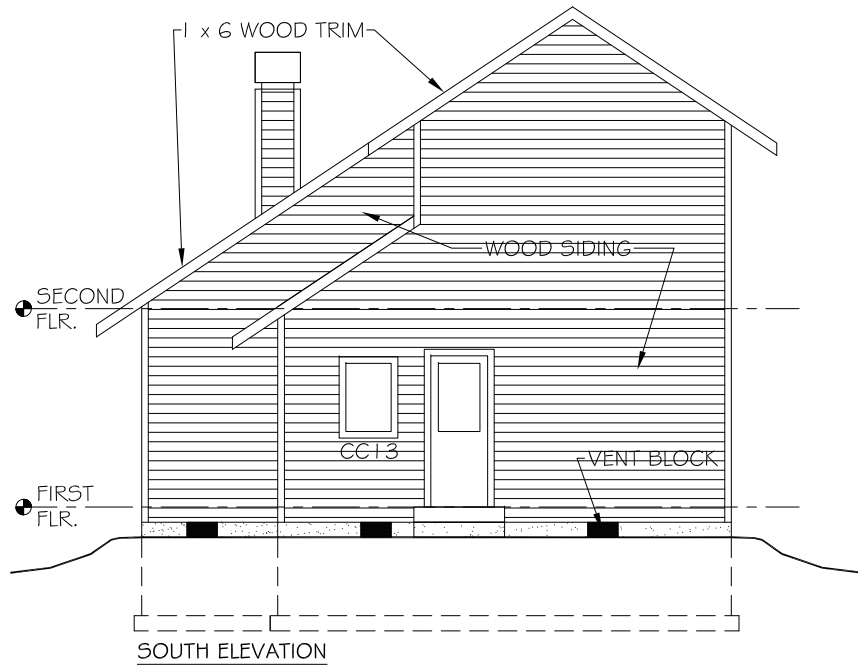 1 x 6 WOOD TRIM
WOOD SIDING
SECOND
FLR.
CC13
VENT BLOCK
FIRST
FLR.
SOUTH ELEVATION